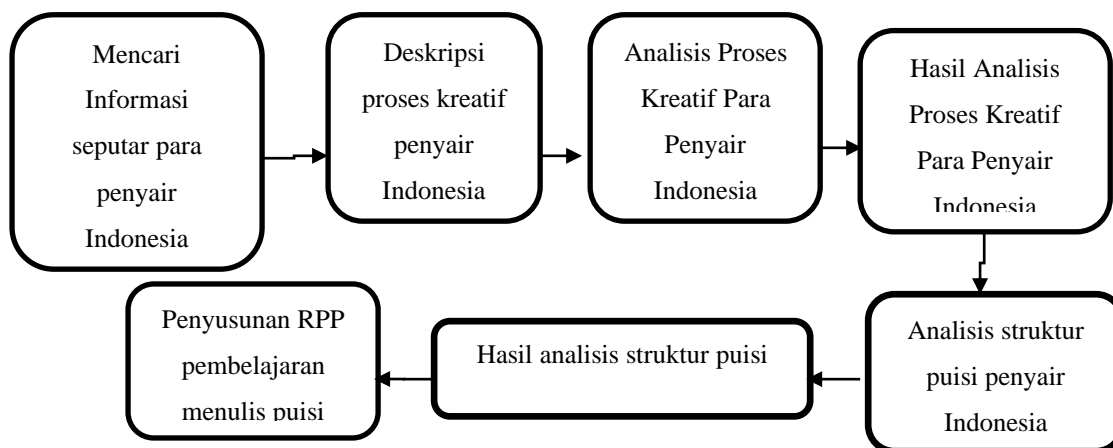 Mencari
Informasi
seputar para
penyair
Indonesia
Deskripsi
proses kreatif
penyair
Indonesia
Analisis Proses
Kreatif Para
Penyair
Indonesia
Hasil Analisis
Proses Kreatif
Para Penyair
Indonesia
Analisis struktur
puisi penyair
Indonesia
Hasil analisis struktur puisi
Penyusunan RPP
pembelajaran
menulis puisi